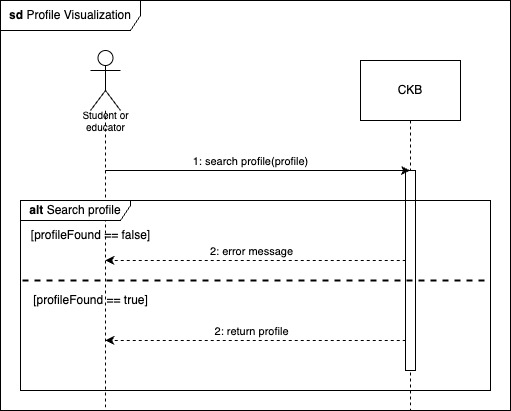 sd Profile Visualization
Student or
educator
CKB
1: search profile(profile)
alt Search profile
[profileFound == false]
2: error message
[profileFound == true]
2: return profile